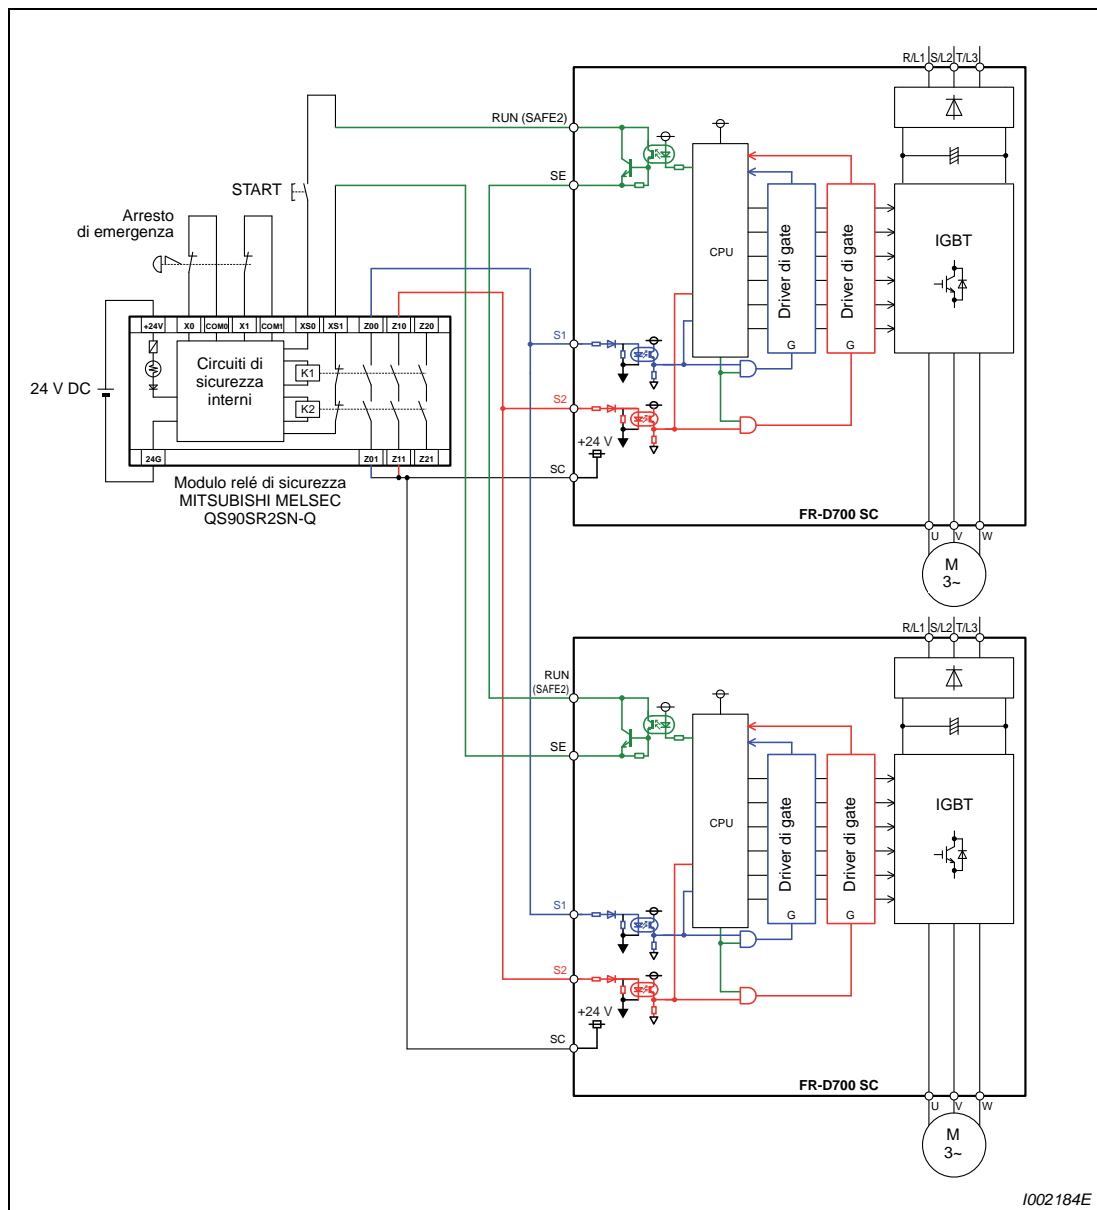 R/L1 S/L2 T/L3
RUN (SAFE2)
SE
START
Arresto
di emergenza
CPU
Driver di gate
Driver di gate
IGBT
+24V X0 COM0 X1 COM1 XS0 XS1 Z00 Z10 Z20
Circuiti di
sicurezza
interni
K1
K2
24 V DC
24G Z01 Z11 Z21
Modulo relé di sicurezza
MITSUBISHI MELSEC
QS90SR2SN-Q
G G
S1
S2
+24 V
SC
FR-D700 SC
U V W
M
3~
R/L1 S/L2 T/L3
RUN
(SAFE2)
SE
CPU
Driver di gate
Driver di gate
IGBT
G G
S1
S2
+24 V
SC
FR-D700 SC
U V W
M
3~
I002184E